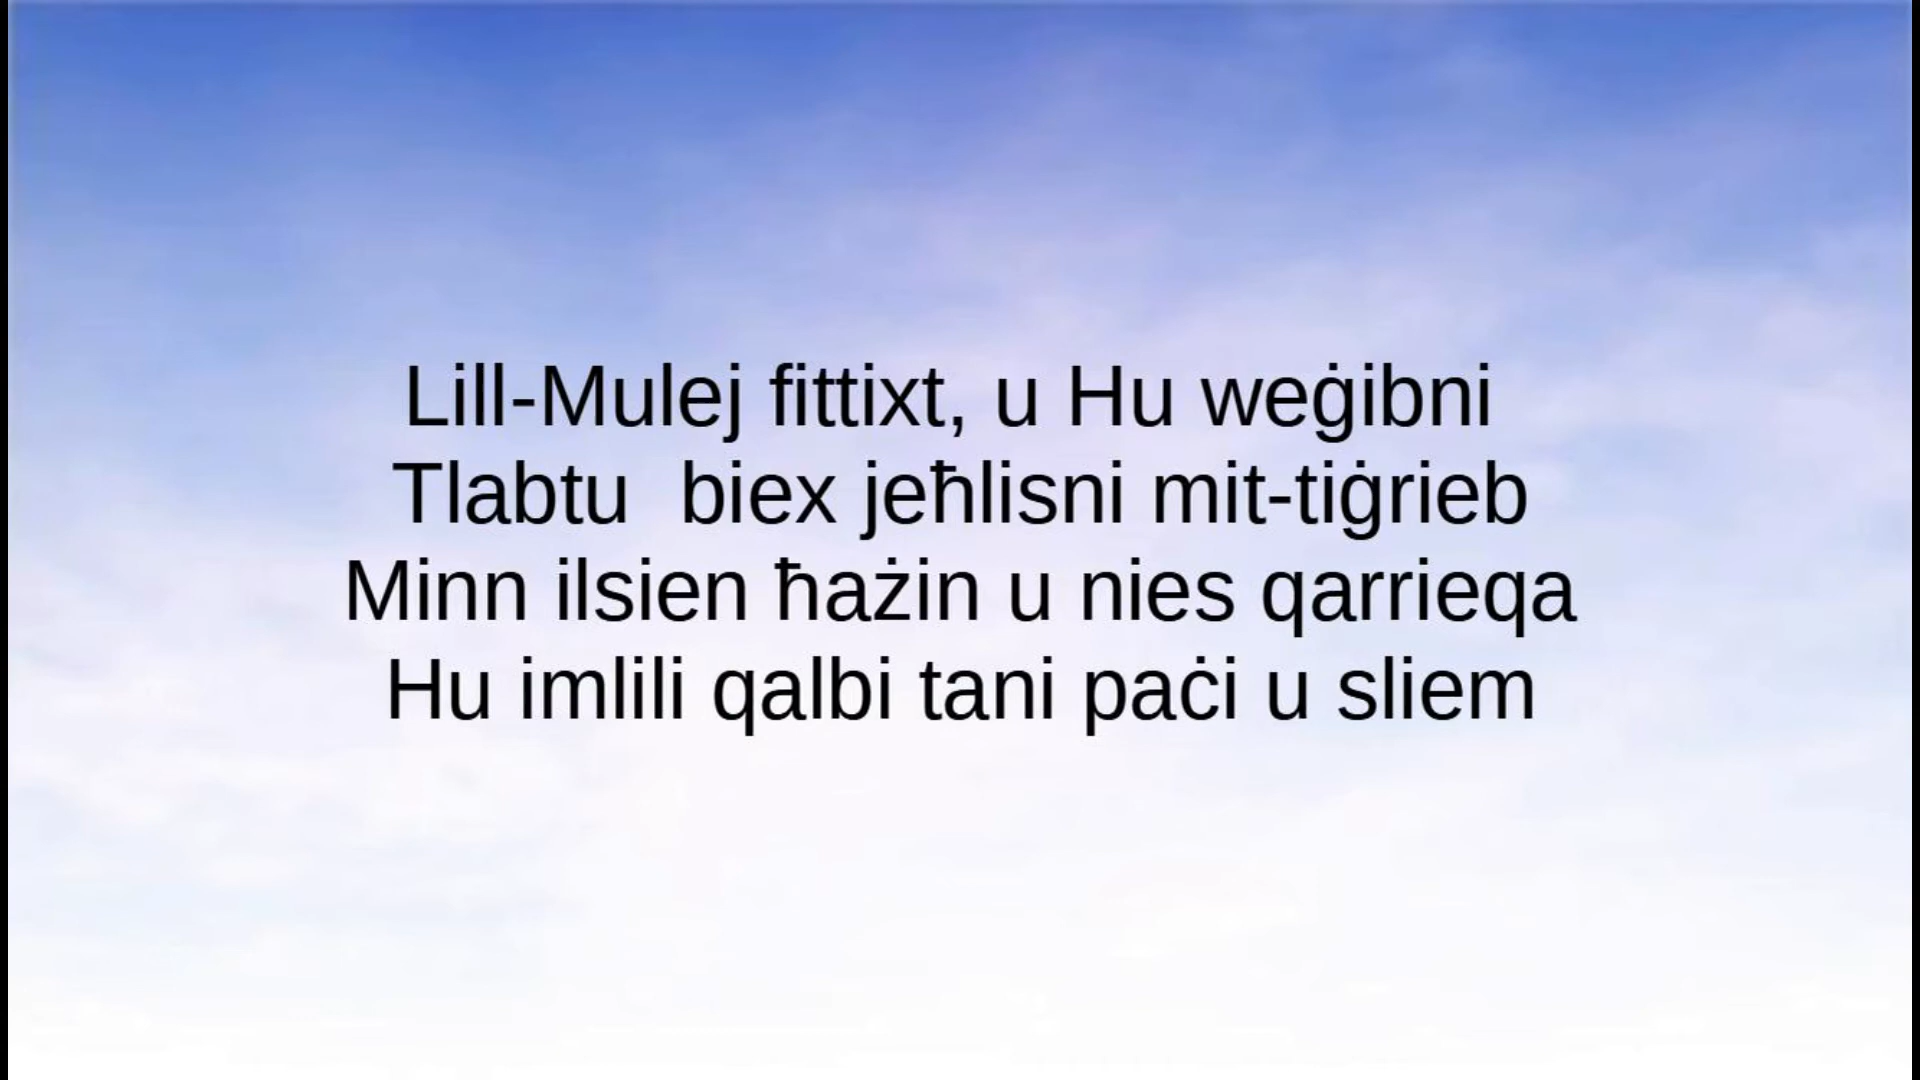 Lill-Mulej fittixt, u Hu weġibni
Tlabtu  biex jeħlisni mit-tiġrieb
Minn ilsien ħażin u nies qarrieqa
Hu imlili qalbi tani paċi u sliem